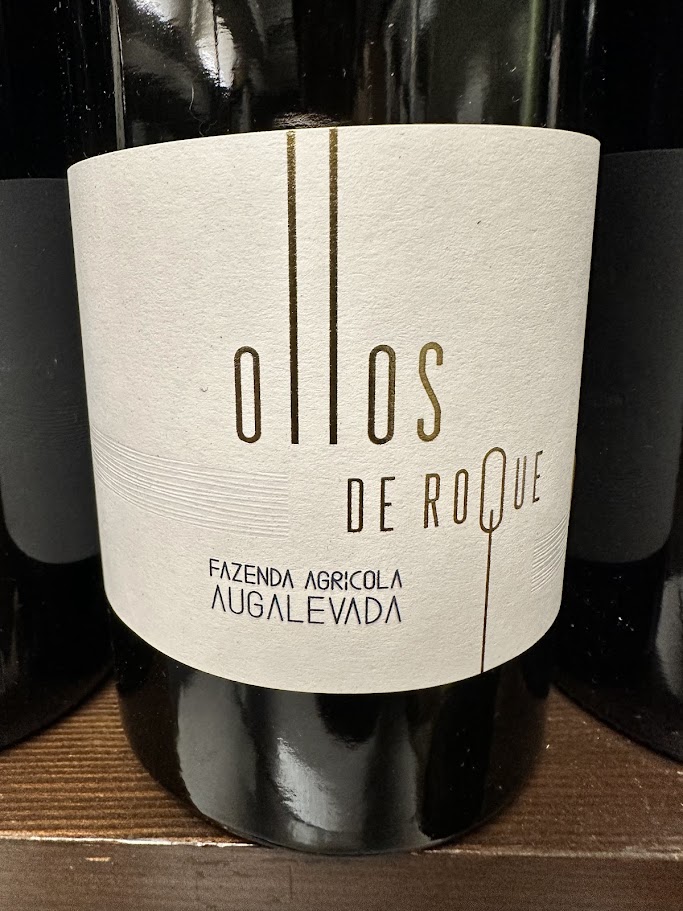 ollos
DE ROQUE
FAZENDA AGRICOLA
AUGALEVADA